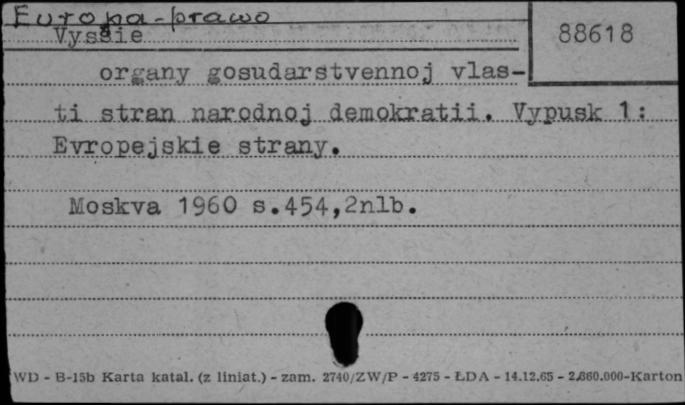 Europa-prawo
Vysšie
88618
organy gosudarstvennoj vlas-
ti stran narodnoj demokratii. Vypusk 1:
Evropejskie strany.
Moskva 1960 s.454,2nlb.
WD - B-15b Karta katal. (z liniat.) - zam. 2740/ZW/P - 4275 - ŁDA - 14.12.65 - 2.860.000-Karton